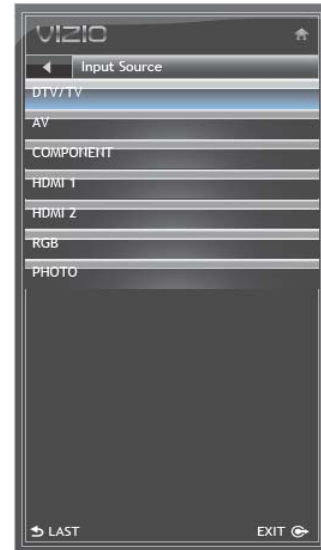 VIZIO
Input Source
DTV/TV
AV
COMPONENT
HDMI 1
HDMI 2
RGB
PHOTO
LAST EXIT